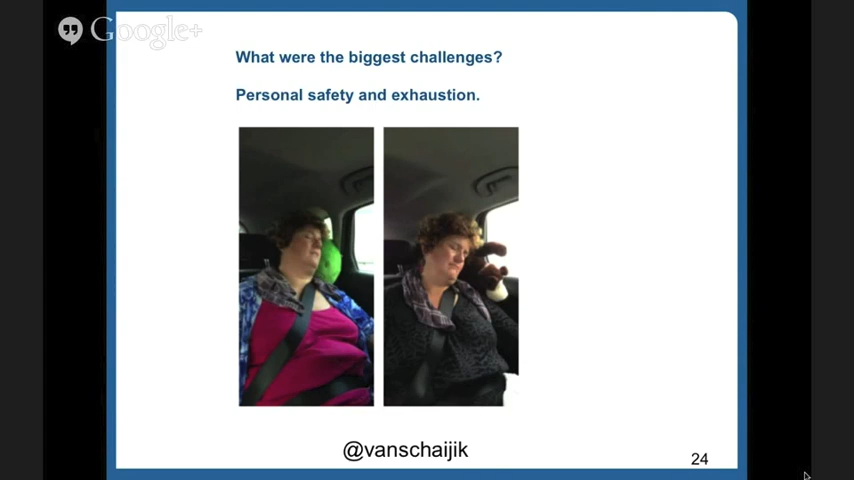 Google+
What were the biggest challenges?
Personal safety and exhaustion.
@vanschaijik
24